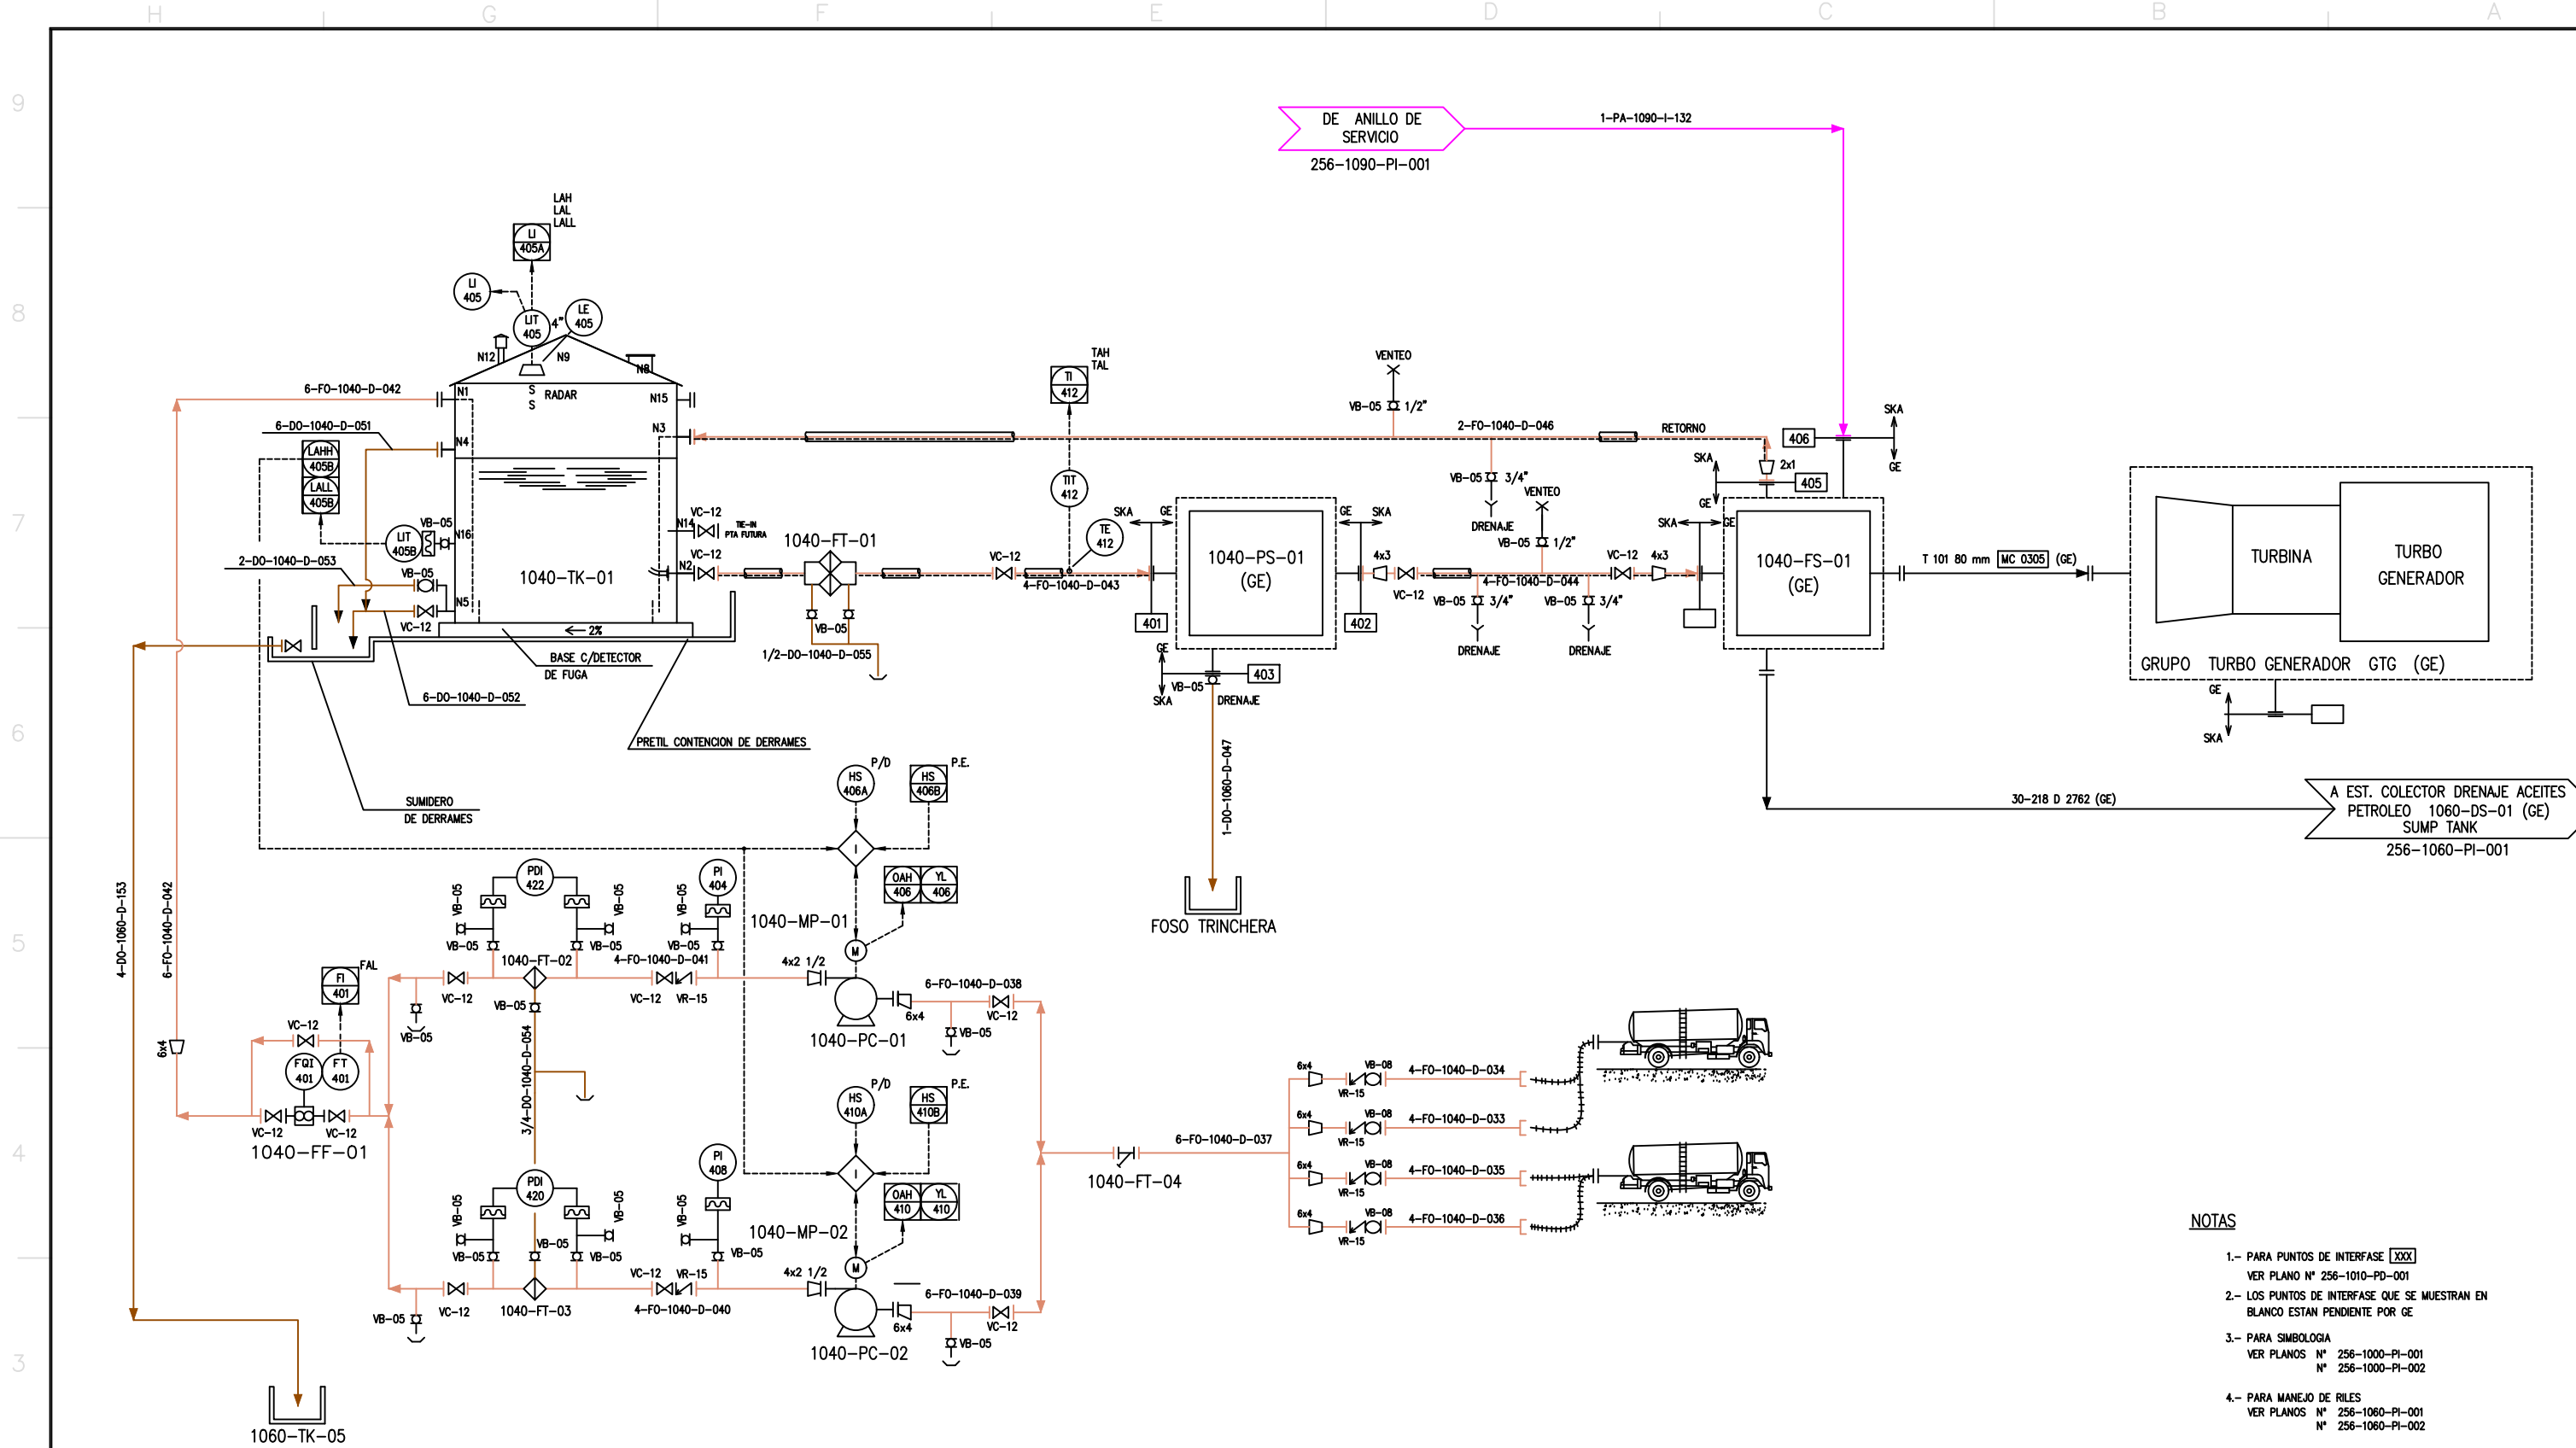 H
G
F
E
D
C
B
A
9
8
7
6
5
4
3
DE ANILLO DE
SERVICIO
256-1090-PI-001
1-PA-1090-I-132
LAH
LAL
LALL
LI
405A
LI
405
LIT
405
4"
LE
405
N12
N9
N8
6-FO-1040-D-042
N1
S
S
RADAR
N15
6-DO-1040-D-051
N4
N3
LAHH
405B
LALL
405B
LIT
405B
VB-05
N16
2-DO-1040-D-053
VB-05
N5
VC-12
1040-TK-01
2%
N14
VC-12
TIE-IN
PTA FUTURA
VC-12
N2
BASE C/DETECTOR
DE FUGA
6-DO-1040-D-052
PRETIL CONTENCION DE DERRAMES
SUMIDERO
DE DERRAMES
1040-FT-01
VB-05
1/2-DO-1040-D-055
TI
412
TAH
TAL
TIT
412
TE
412
VC-12
4-FO-1040-D-043
SKA
GE
401
1040-PS-01
(GE)
GE
SKA
402
GE
SKA
VB-05
403
DRENAJE
1-DO-1060-D-047
FOSO TRINCHERA
VENTEO
VB-05
1/2"
2-FO-1040-D-046
RETORNO
VB-05
3/4"
DRENAJE
VENTEO
VB-05
1/2"
4x3
VC-12
4-FO-1040-D-044
VB-05
3/4"
DRENAJE
VB-05
3/4"
DRENAJE
VC-12
4x3
SKA
GE
SKA
GE
2x1
405
406
SKA
GE
1040-FS-01
(GE)
T 101 80 mm
MC 0305
(GE)
TURBINA
TURBO
GENERADOR
GRUPO TURBO GENERADOR GTG (GE)
GE
SKA
30-218 D 2762 (GE)
A EST. COLECTOR DRENAJE ACEITES
PETROLEO 1060-DS-01 (GE)
SUMP TANK
256-1060-PI-001
HS
406A
P/D
HS
406B
P.E.
I
OAH
406
YL
406
1040-MP-01
M
4x2 1/2
1040-PC-01
6x4
6-FO-1040-D-038
VC-12
VB-05
PDI
422
VB-05
VB-05
VB-05
VB-05
1040-FT-02
VC-12
VB-05
VB-05
PI
404
VB-05
VB-05
4-FO-1040-D-041
VC-12
VR-15
4-DO-1060-D-153
6-FO-1040-D-042
6x4
FI
401
FAL
VC-12
FQI
401
FT
401
VC-12
VC-12
1040-FF-01
3/4-DO-1040-D-054
HS
410A
P/D
HS
410B
P.E.
I
OAH
410
YL
410
1040-MP-02
M
4x2 1/2
1040-PC-02
6x4
6-FO-1040-D-039
VC-12
VB-05
PDI
420
VB-05
VB-05
VB-05
VB-05
VB-05
1040-FT-03
VC-12
VB-05
PI
408
VB-05
VB-05
VC-12
VR-15
4-FO-1040-D-040
1040-FT-04
6-FO-1040-D-037
6x4
VR-15
VB-08
4-FO-1040-D-034
6x4
VR-15
VB-08
4-FO-1040-D-033
6x4
VR-15
VB-08
4-FO-1040-D-035
6x4
VR-15
VB-08
4-FO-1040-D-036
1060-TK-05
NOTAS
1.- PARA PUNTOS DE INTERFASE XXX
VER PLANO N° 256-1010-PD-001
2.- LOS PUNTOS DE INTERFASE QUE SE MUESTRAN EN
BLANCO ESTAN PENDIENTE POR GE
3.- PARA SIMBOLOGIA
VER PLANOS N° 256-1000-PI-001
N° 256-1000-PI-002
4.- PARA MANEJO DE RILES
VER PLANOS N° 256-1060-PI-001
N° 256-1060-PI-002